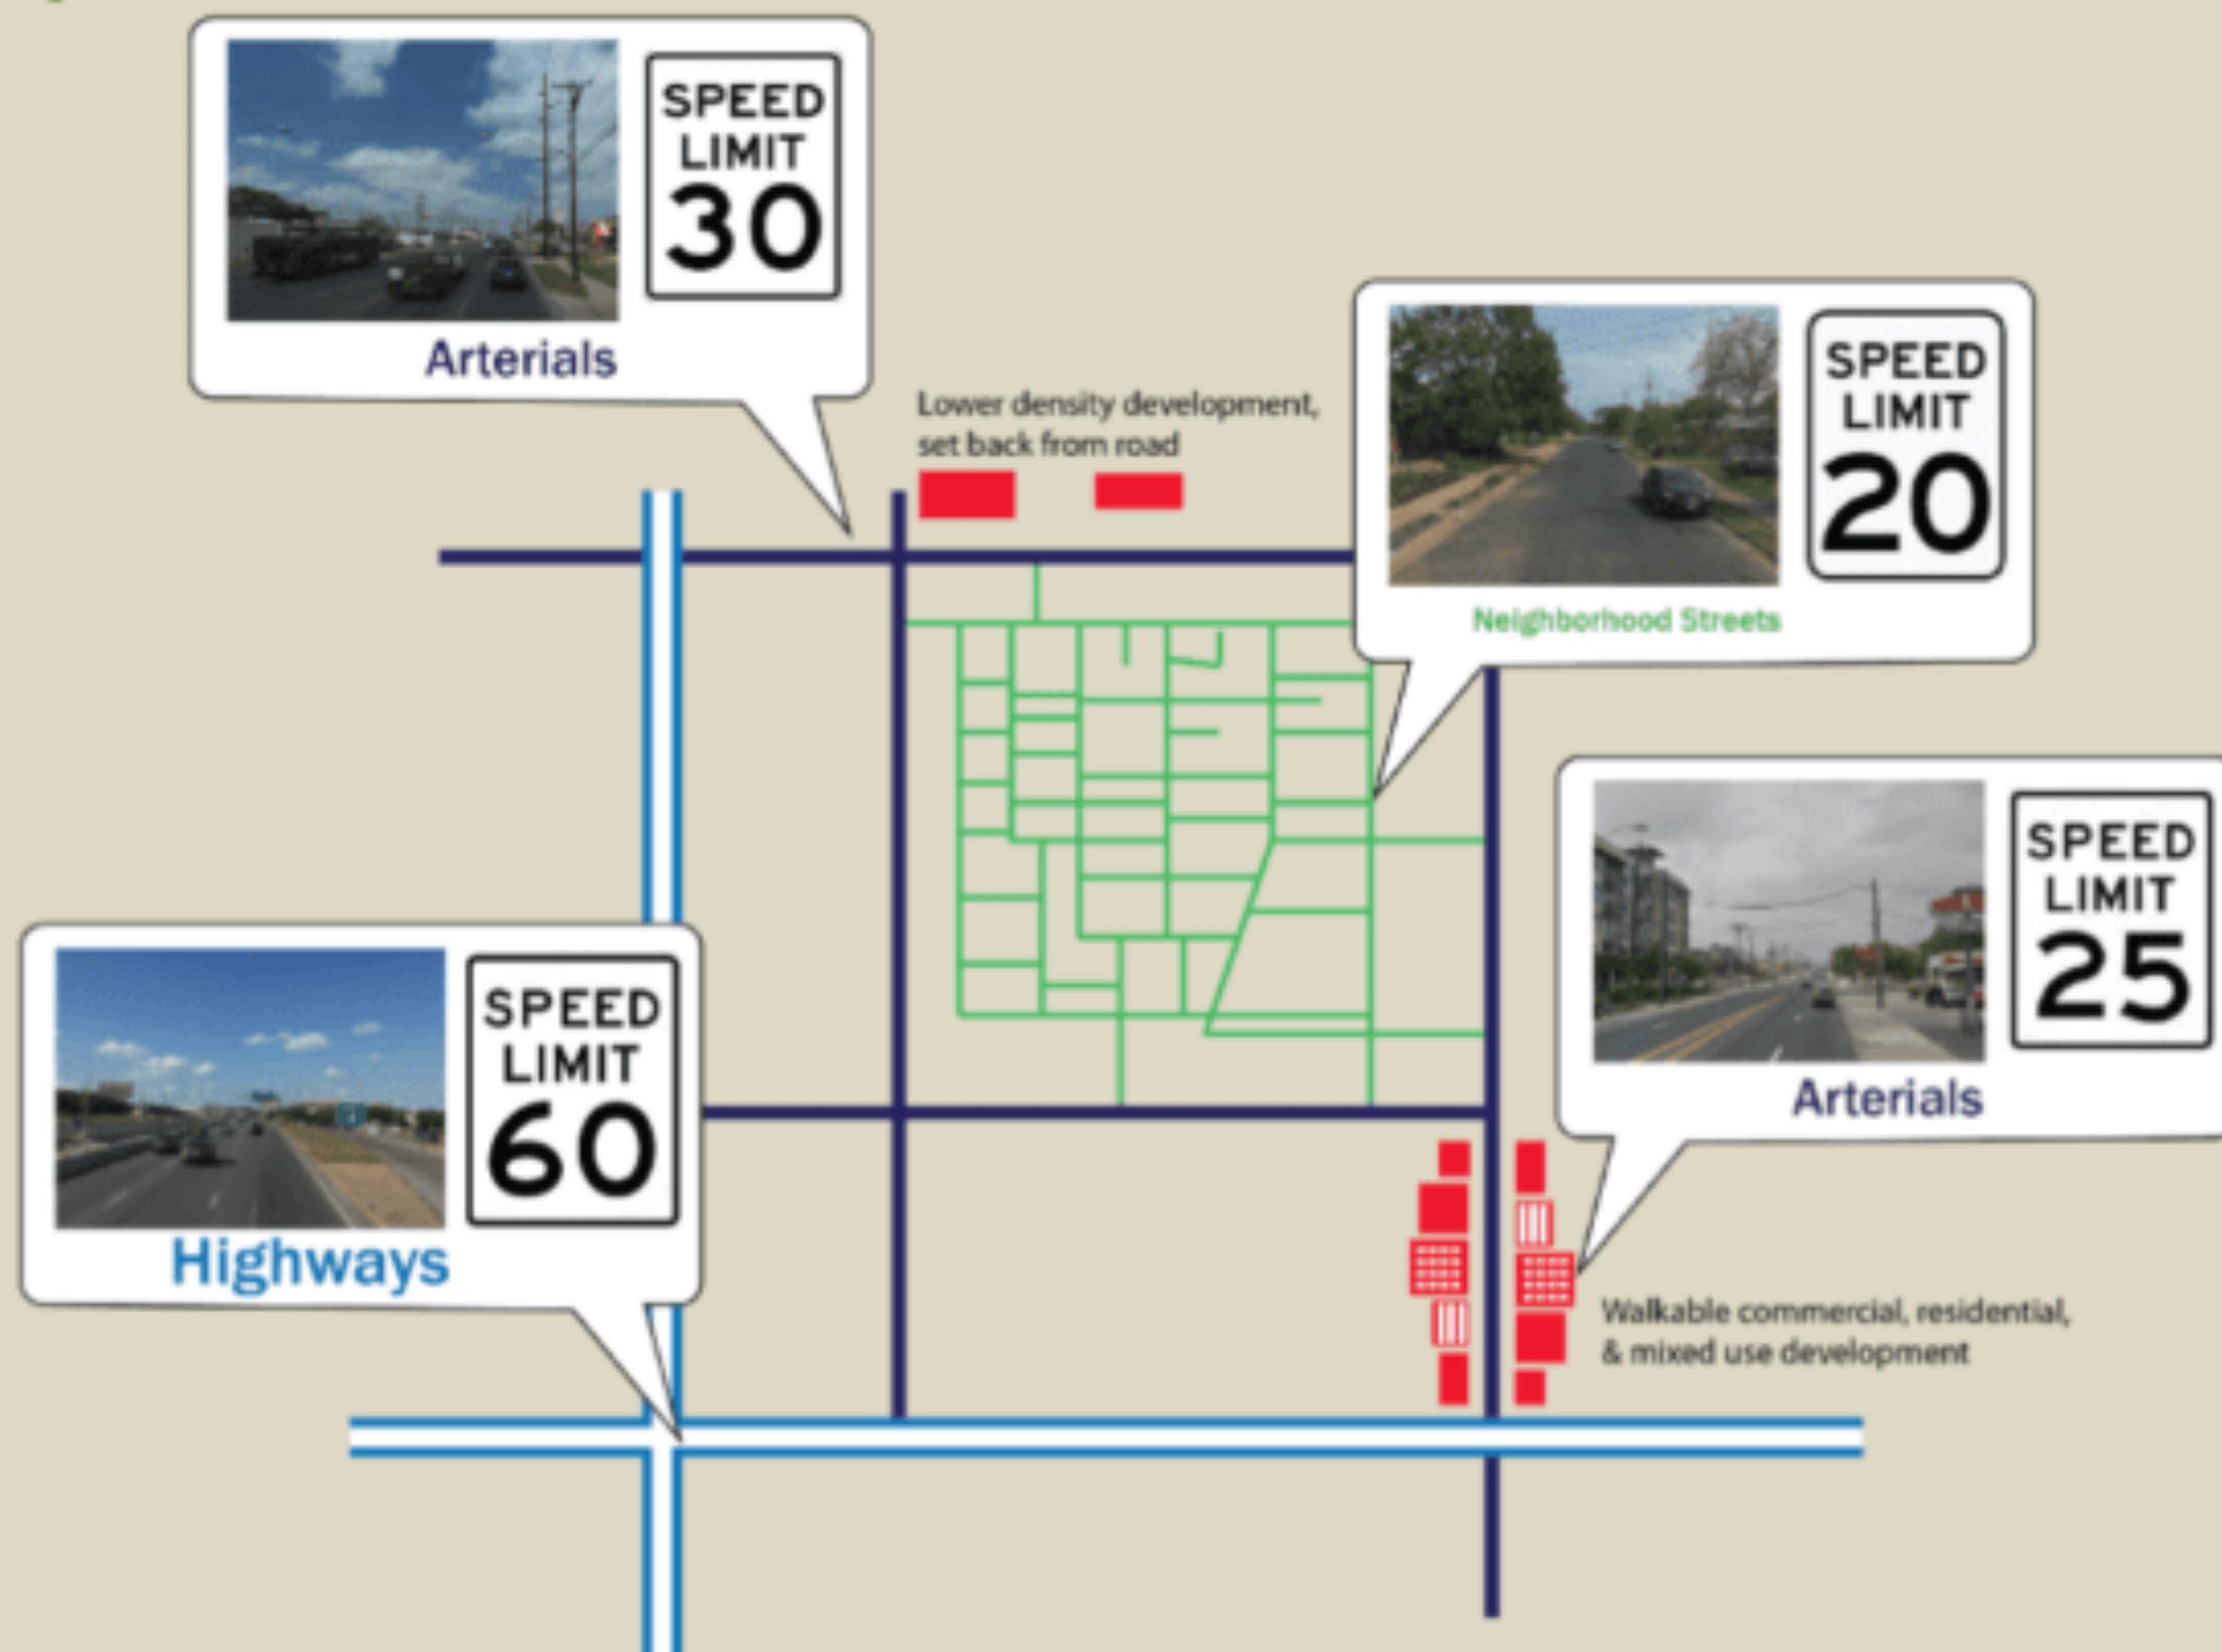 SPEED
LIMIT
30
Arterials
Lower density development,
set back from road
SPEED
LIMIT
20
Neighborhood Streets
SPEED
LIMIT
25
Arterials
SPEED
LIMIT
60
Highways
Walkable commercial, residential,
& mixed use development